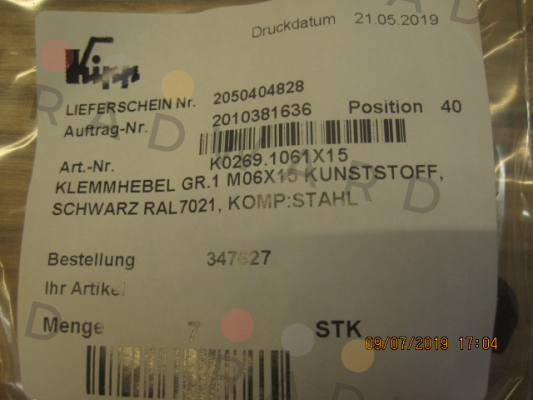 Druckdatum 21.05.2019
Kipp
LIEFERSCHEIN Nr. 2050404828
Auftrag-Nr. 2010381636 Position 40
Art.-Nr. K0269.1061X15
KLEMMHEBEL GR.1 M06X15 KUNSTSTOFF,
SCHWARZ RAL7021, KOMP:STAHL
Bestellung 347627
Ihr Artikel
Menge 7 STK
09/07/2019 17:04